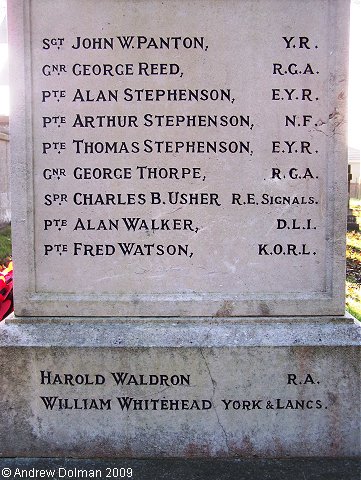 SGT JOHN W. PANTON, Y.R.
GNR GEORGE REED, R.G.A.
PTE ALAN STEPHENSON, E.Y.R.
PTE ARTHUR STEPHENSON, N.F.
PTE THOMAS STEPHENSON, E.Y.R.
GNR GEORGE THORPE, R.G.A.
SPR CHARLES B. USHER R.E. SIGNALS.
PTE ALAN WALKER, D.L.I.
PTE FRED WATSON, K.O.R.L.
HAROLD WALDRON R.A.
WILLIAM WHITEHEAD YORK & LANCS.
© Andrew Dolman 2009